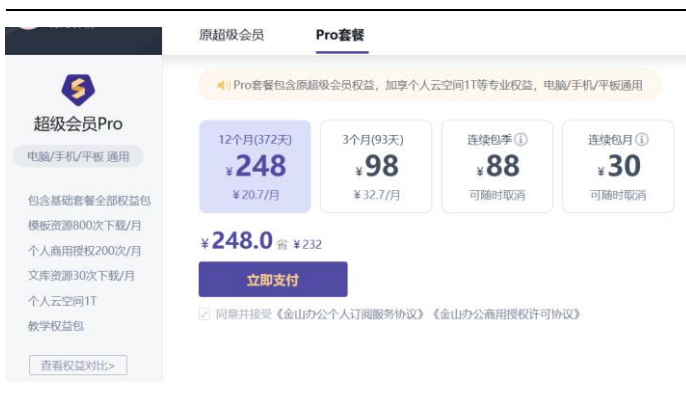 原超级会员
Pro套餐
Pro套餐包含原超级会员权益，加享个人云空间1T等专业权益，电脑/手机/平板通用
超级会员Pro
电脑/手机/平板 通用
包含基础套餐全部权益包
模板资源800次下载/月
个人商用授权200次/月
文库资源30次下载/月
个人云空间1T
教学权益包
查看权益对比>
12个月(372天)
¥248
¥20.7/月
3个月(93天)
¥98
¥32.7/月
连续包季
¥88
可随时取消
连续包月
¥30
可随时取消
¥248.0 省 ¥232
立即支付
同意并接受《金山办公个人订阅服务协议》《金山办公商用授权许可协议》